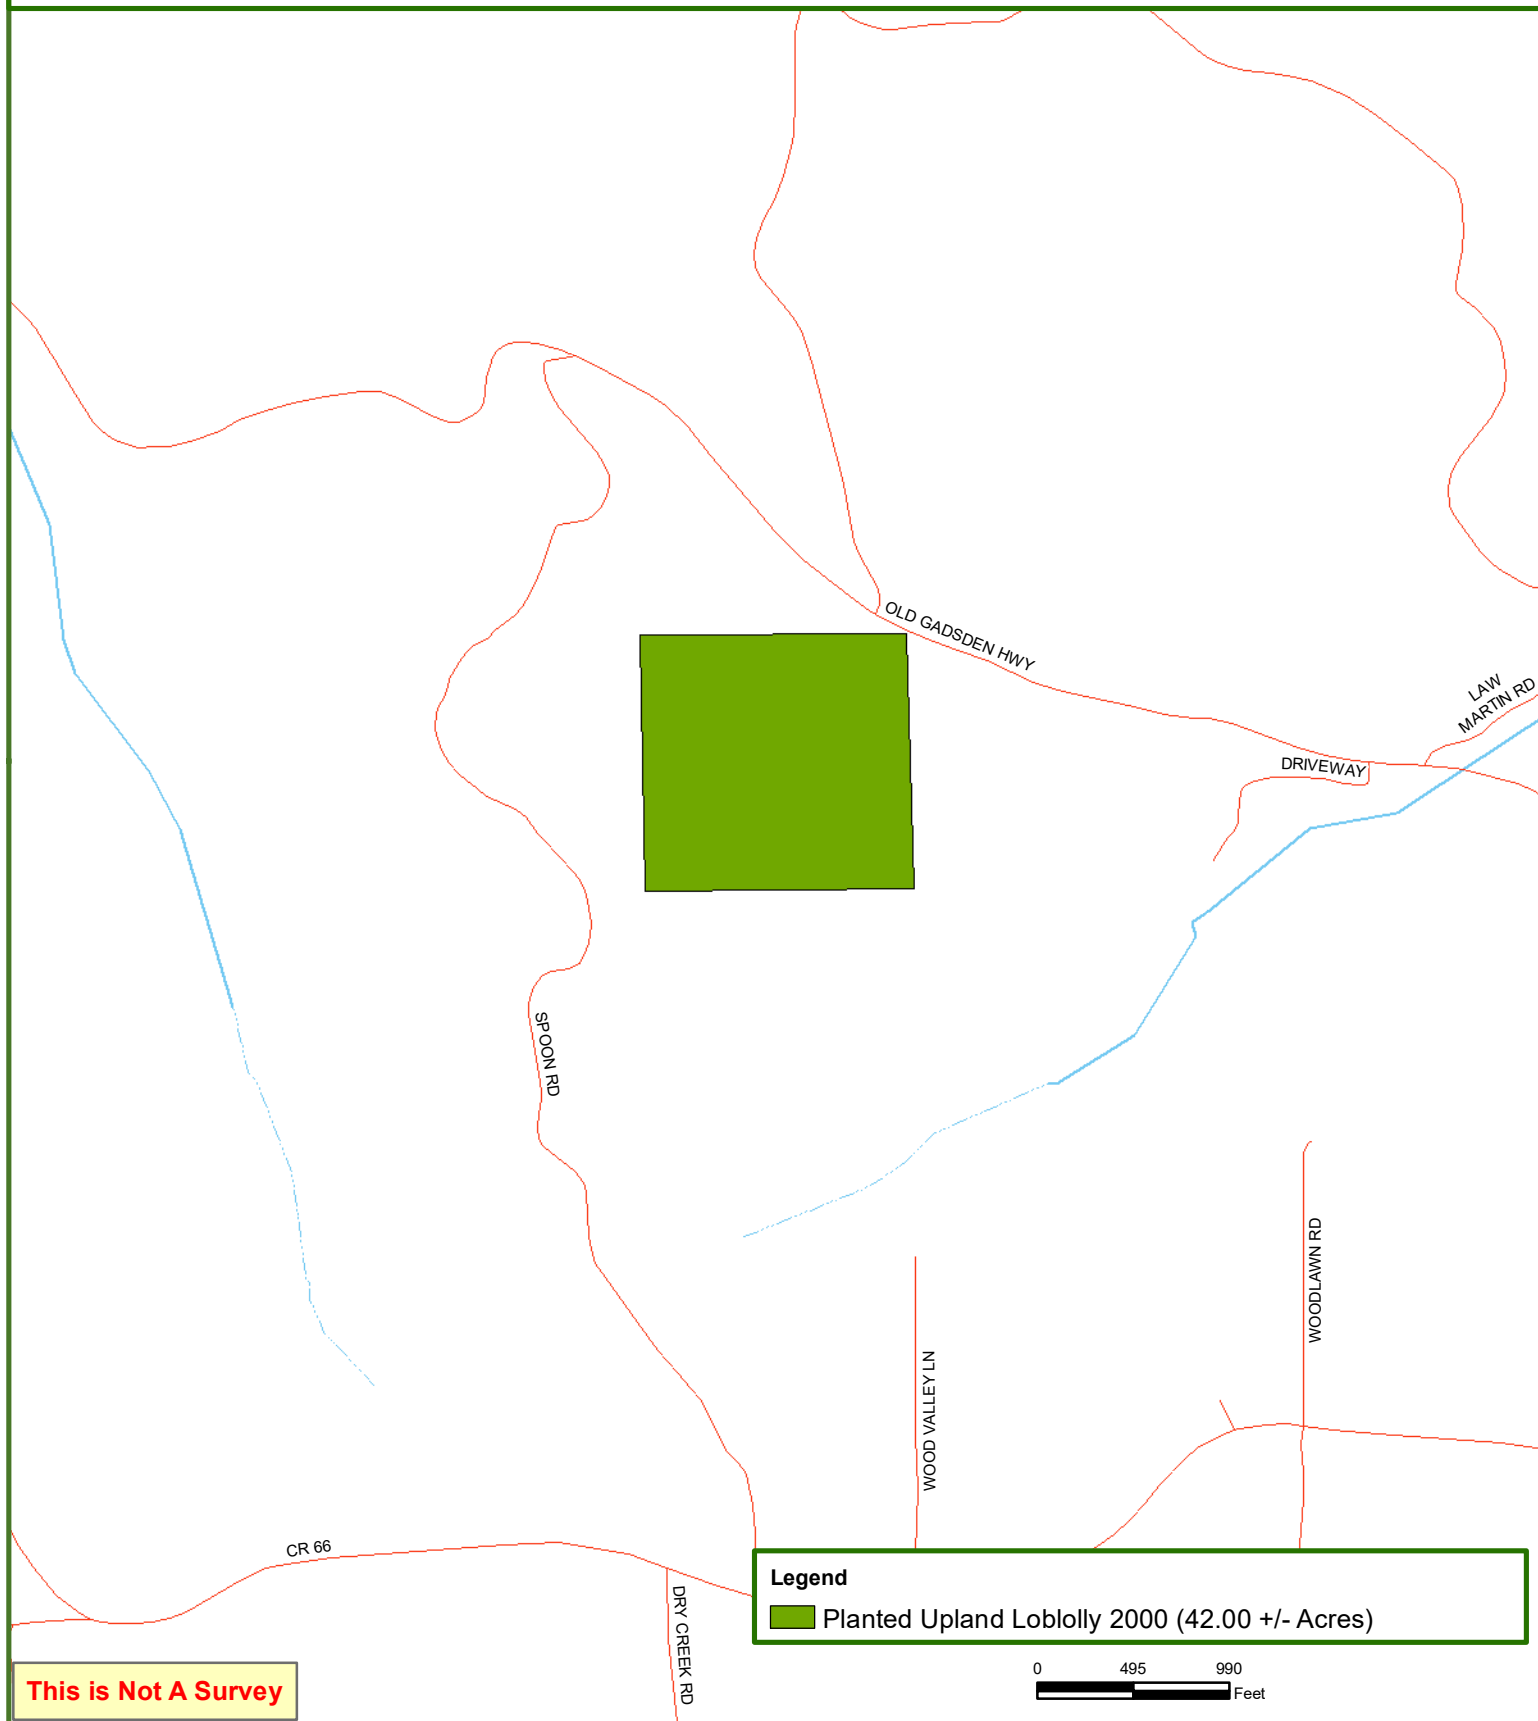 OLD GADSDEN HWY
LAW
MARTIN RD
DRIVEWAY
SPOON RD
WOODLAWN RD
WOOD VALLEY LN
CR 66
DRY CREEK RD
Legend
Planted Upland Loblolly 2000 (42.00 +/- Acres)
This is Not A Survey
0 495 990
Feet